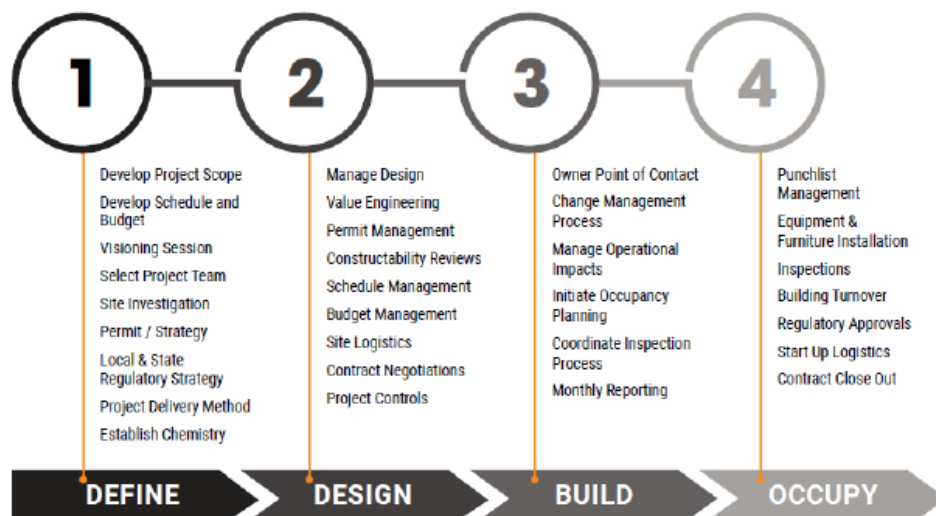 1
2
3
4
Develop Project Scope
Develop Schedule and
Budget
Visioning Session
Select Project Team
Site Investigation
Permit / Strategy
Local & State
Regulatory Strategy
Project Delivery Method
Establish Chemistry
Manage Design
Value Engineering
Permit Management
Constructability Reviews
Schedule Management
Budget Management
Site Logistics
Contract Negotiations
Project Controls
Owner Point of Contact
Change Management
Process
Manage Operational
Impacts
Initiate Occupancy
Planning
Coordinate Inspection
Process
Monthly Reporting
Punchlist
Management
Equipment &
Furniture Installation
Inspections
Building Turnover
Regulatory Approvals
Start Up Logistics
Contract Close Out
DEFINE
DESIGN
BUILD
OCCUPY